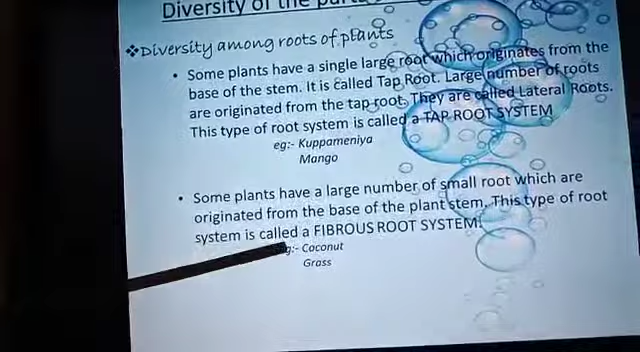 Diversity of the parts
❖Diversity among roots of plants
• Some plants have a single large root which originates from the
base of the stem. It is called Tap Root. Large number of roots
are originated from the tap root. They are called Lateral Roots.
This type of root system is called a TAP ROOT SYSTEM
eg:- Kuppameniya
Mango
• Some plants have a large number of small root which are
originated from the base of the plant stem. This type of root
system is called a FIBROUS ROOT SYSTEM.
g:- Coconut
Grass